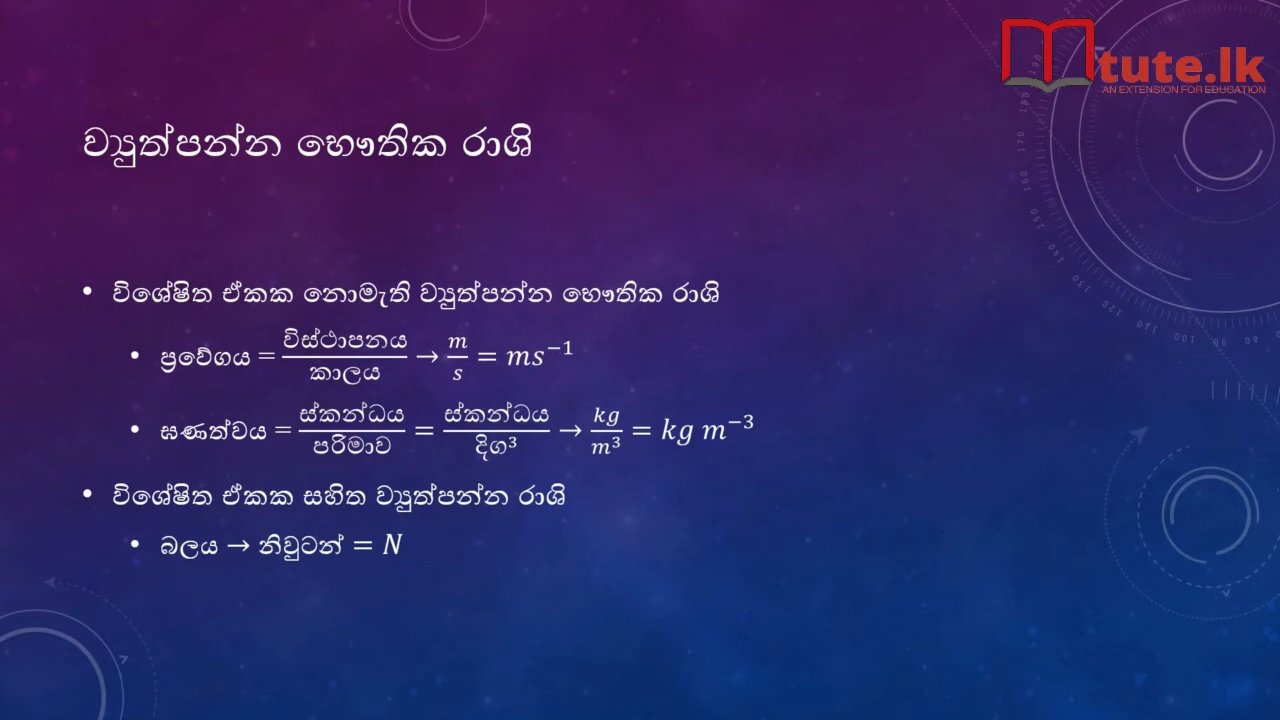 tute.lk
AN EXTENSION FOR EDUCATION
ව්‍යුත්පන්න භෞතික රාශි
• විශේෂිත ඒකක නොමැති ව්‍යුත්පන්න භෞතික රාශි
• ප්‍රවේගය = විස්ථාපනය / කාලය → m/s = ms⁻¹
• ඝණත්වය = ස්කන්ධය / පරිමාව = ස්කන්ධය / දිග³ → kg/m³ = kg m⁻³
• විශේෂිත ඒකක සහිත ව්‍යුත්පන්න රාශි
• බලය → නිව්ටන් = N